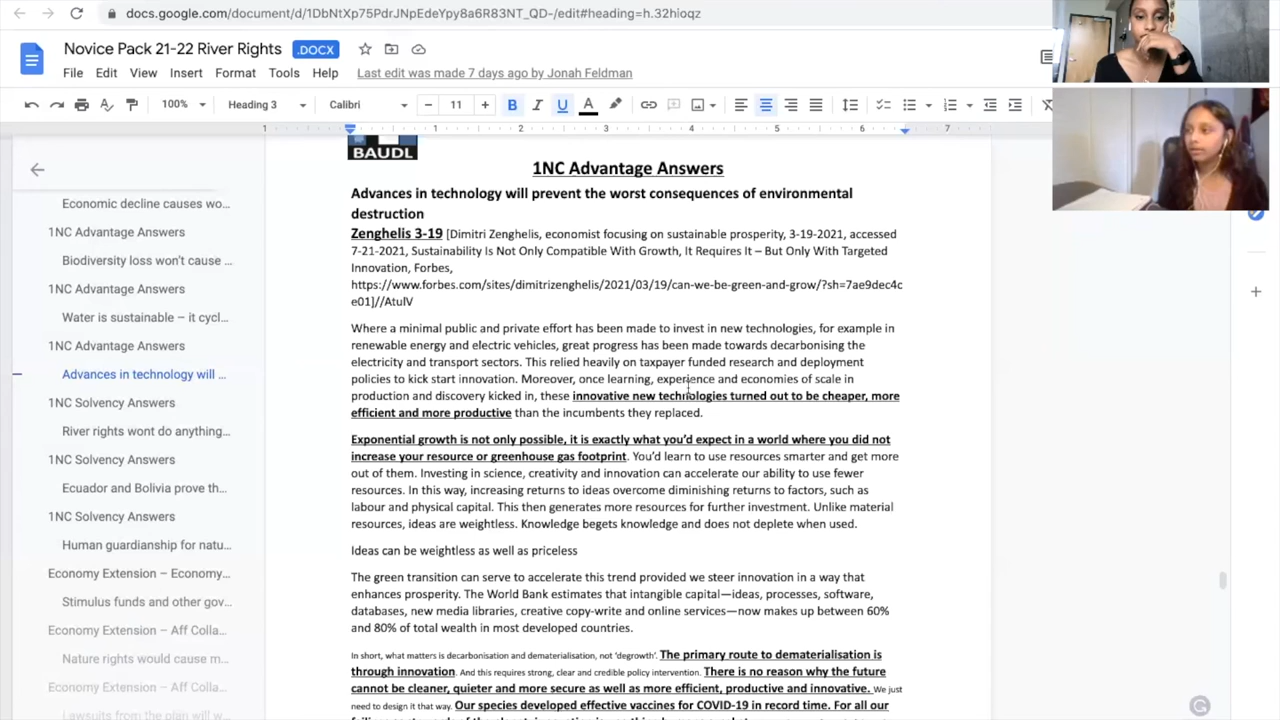 docs.google.com/document/d/1DbNtXp75PdrJNpEdeYpy8a6R83NT_QD-/edit#heading=h.32hioqz
Novice Pack 21-22 River Rights .DOCX
File Edit View Insert Format Tools Help Last edit was made 7 days ago by Jonah Feldman
100% Heading 3 Calibri 11
1 1 2 3 4 5 6 7
Economic decline causes wo...
1NC Advantage Answers
Biodiversity loss won't cause ...
1NC Advantage Answers
Water is sustainable – it cycl...
1NC Advantage Answers
Advances in technology will ...
1NC Solvency Answers
River rights wont do anything...
1NC Solvency Answers
Ecuador and Bolivia prove th...
1NC Solvency Answers
Human guardianship for natu...
Economy Extension – Economy...
Stimulus funds and other gov...
Economy Extension – Aff Colla...
Nature rights would cause m...
Economy Extension – Aff Colla...
Lawsuits from the plan will w...
BAUDL
1NC Advantage Answers
Advances in technology will prevent the worst consequences of environmental
destruction
Zenghelis 3-19 [Dimitri Zenghelis, economist focusing on sustainable prosperity, 3-19-2021, accessed
7-21-2021, Sustainability Is Not Only Compatible With Growth, It Requires It – But Only With Targeted
Innovation, Forbes,
https://www.forbes.com/sites/dimitrizenghelis/2021/03/19/can-we-be-green-and-grow/?sh=7ae9dec4c
e01]//AtulV
Where a minimal public and private effort has been made to invest in new technologies, for example in
renewable energy and electric vehicles, great progress has been made towards decarbonising the
electricity and transport sectors. This relied heavily on taxpayer funded research and deployment
policies to kick start innovation. Moreover, once learning, experience and economies of scale in
production and discovery kicked in, these innovative new technologies turned out to be cheaper, more
efficient and more productive than the incumbents they replaced.
Exponential growth is not only possible, it is exactly what you'd expect in a world where you did not
increase your resource or greenhouse gas footprint. You'd learn to use resources smarter and get more
out of them. Investing in science, creativity and innovation can accelerate our ability to use fewer
resources. In this way, increasing returns to ideas overcome diminishing returns to factors, such as
labour and physical capital. This then generates more resources for further investment. Unlike material
resources, ideas are weightless. Knowledge begets knowledge and does not deplete when used.
Ideas can be weightless as well as priceless
The green transition can serve to accelerate this trend provided we steer innovation in a way that
enhances prosperity. The World Bank estimates that intangible capital—ideas, processes, software,
databases, new media libraries, creative copy-write and online services—now makes up between 60%
and 80% of total wealth in most developed countries.
In short, what matters is decarbonisation and dematerialisation, not 'degrowth'. The primary route to dematerialisation is
through innovation. And this requires strong, clear and credible policy intervention. There is no reason why the future
cannot be cleaner, quieter and more secure as well as more efficient, productive and innovative. We just
need to design it that way. Our species developed effective vaccines for COVID-19 in record time. For all our